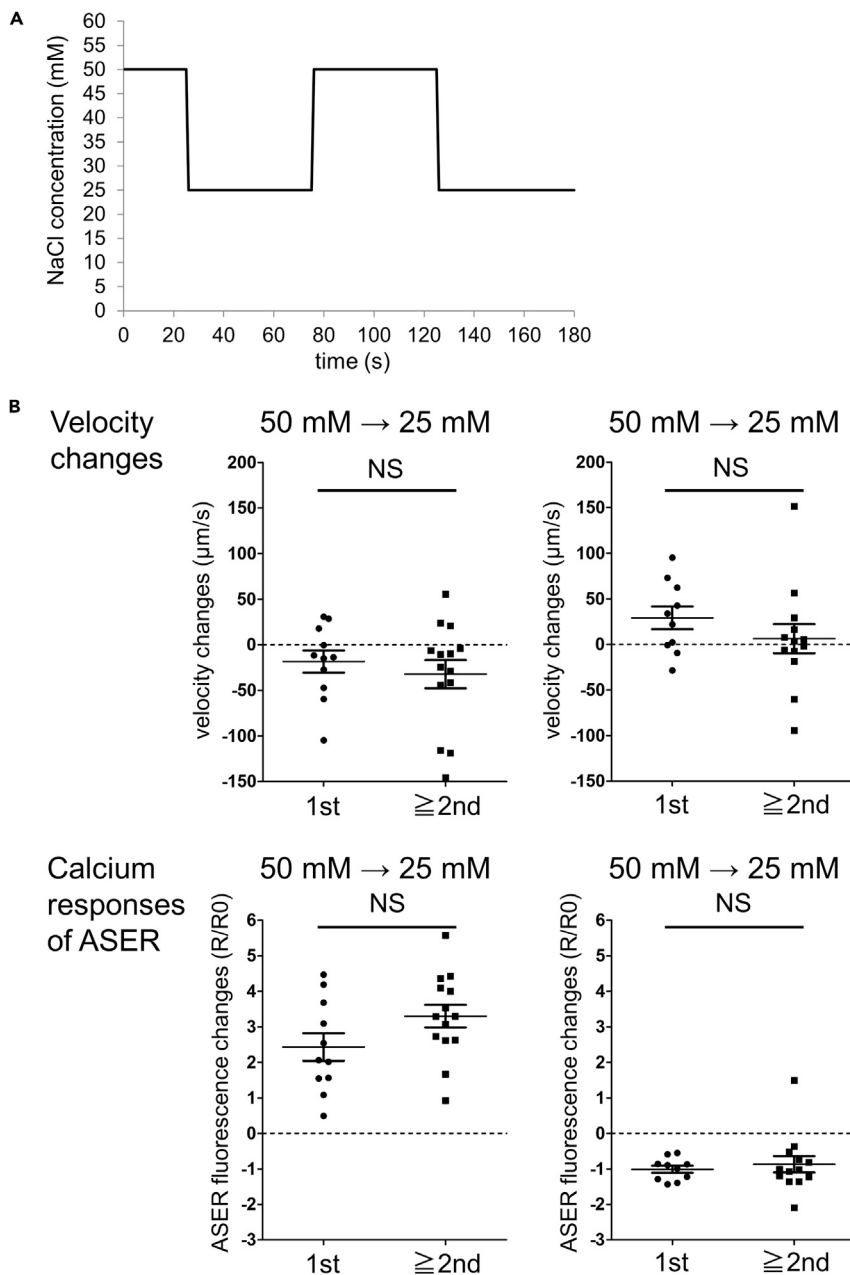 A
NaCl concentration (mM)
60
55
50
45
40
35
30
25
20
15
10
5
0
0 20 40 60 80 100 120 140 160 180
time (s)
B
Velocity
changes
50 mM → 25 mM
NS
velocity changes (µm/s)
200
150
100
50
0
-50
-100
-150
1st ≧2nd
50 mM → 25 mM
NS
velocity changes (µm/s)
200
150
100
50
0
-50
-100
-150
1st ≧2nd
Calcium
responses
of ASER
50 mM → 25 mM
NS
ASER fluorescence changes (R/R0)
6
5
4
3
2
1
0
-1
-2
-3
1st ≧2nd
50 mM → 25 mM
NS
ASER fluorescence changes (R/R0)
6
5
4
3
2
1
0
-1
-2
-3
1st ≧2nd